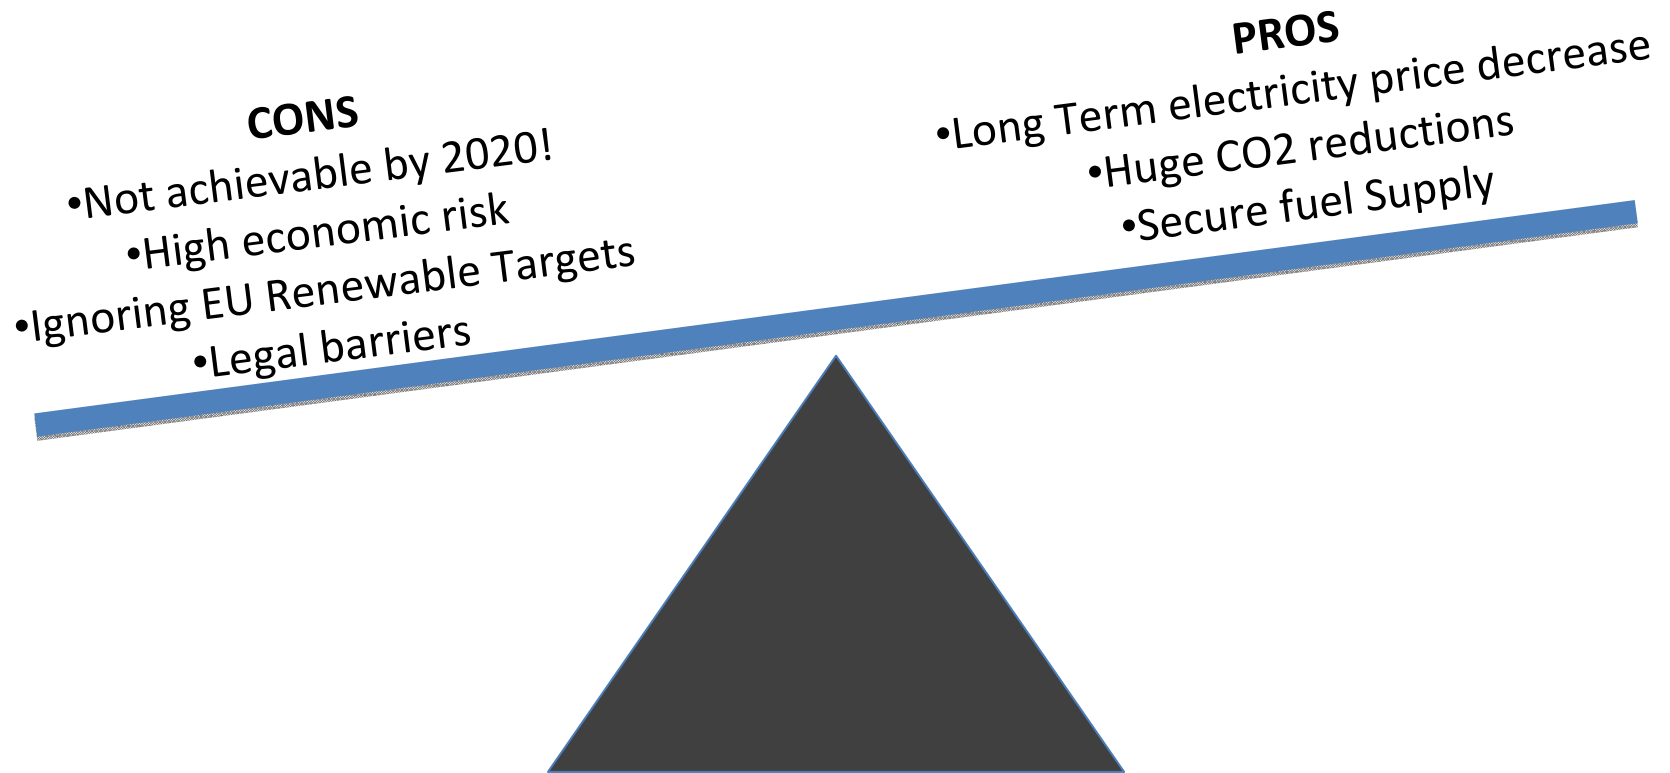 CONS
•Not achievable by 2020!
•High economic risk
•Ignoring EU Renewable Targets
•Legal barriers
PROS
•Long Term electricity price decrease
•Huge CO2 reductions
•Secure fuel Supply